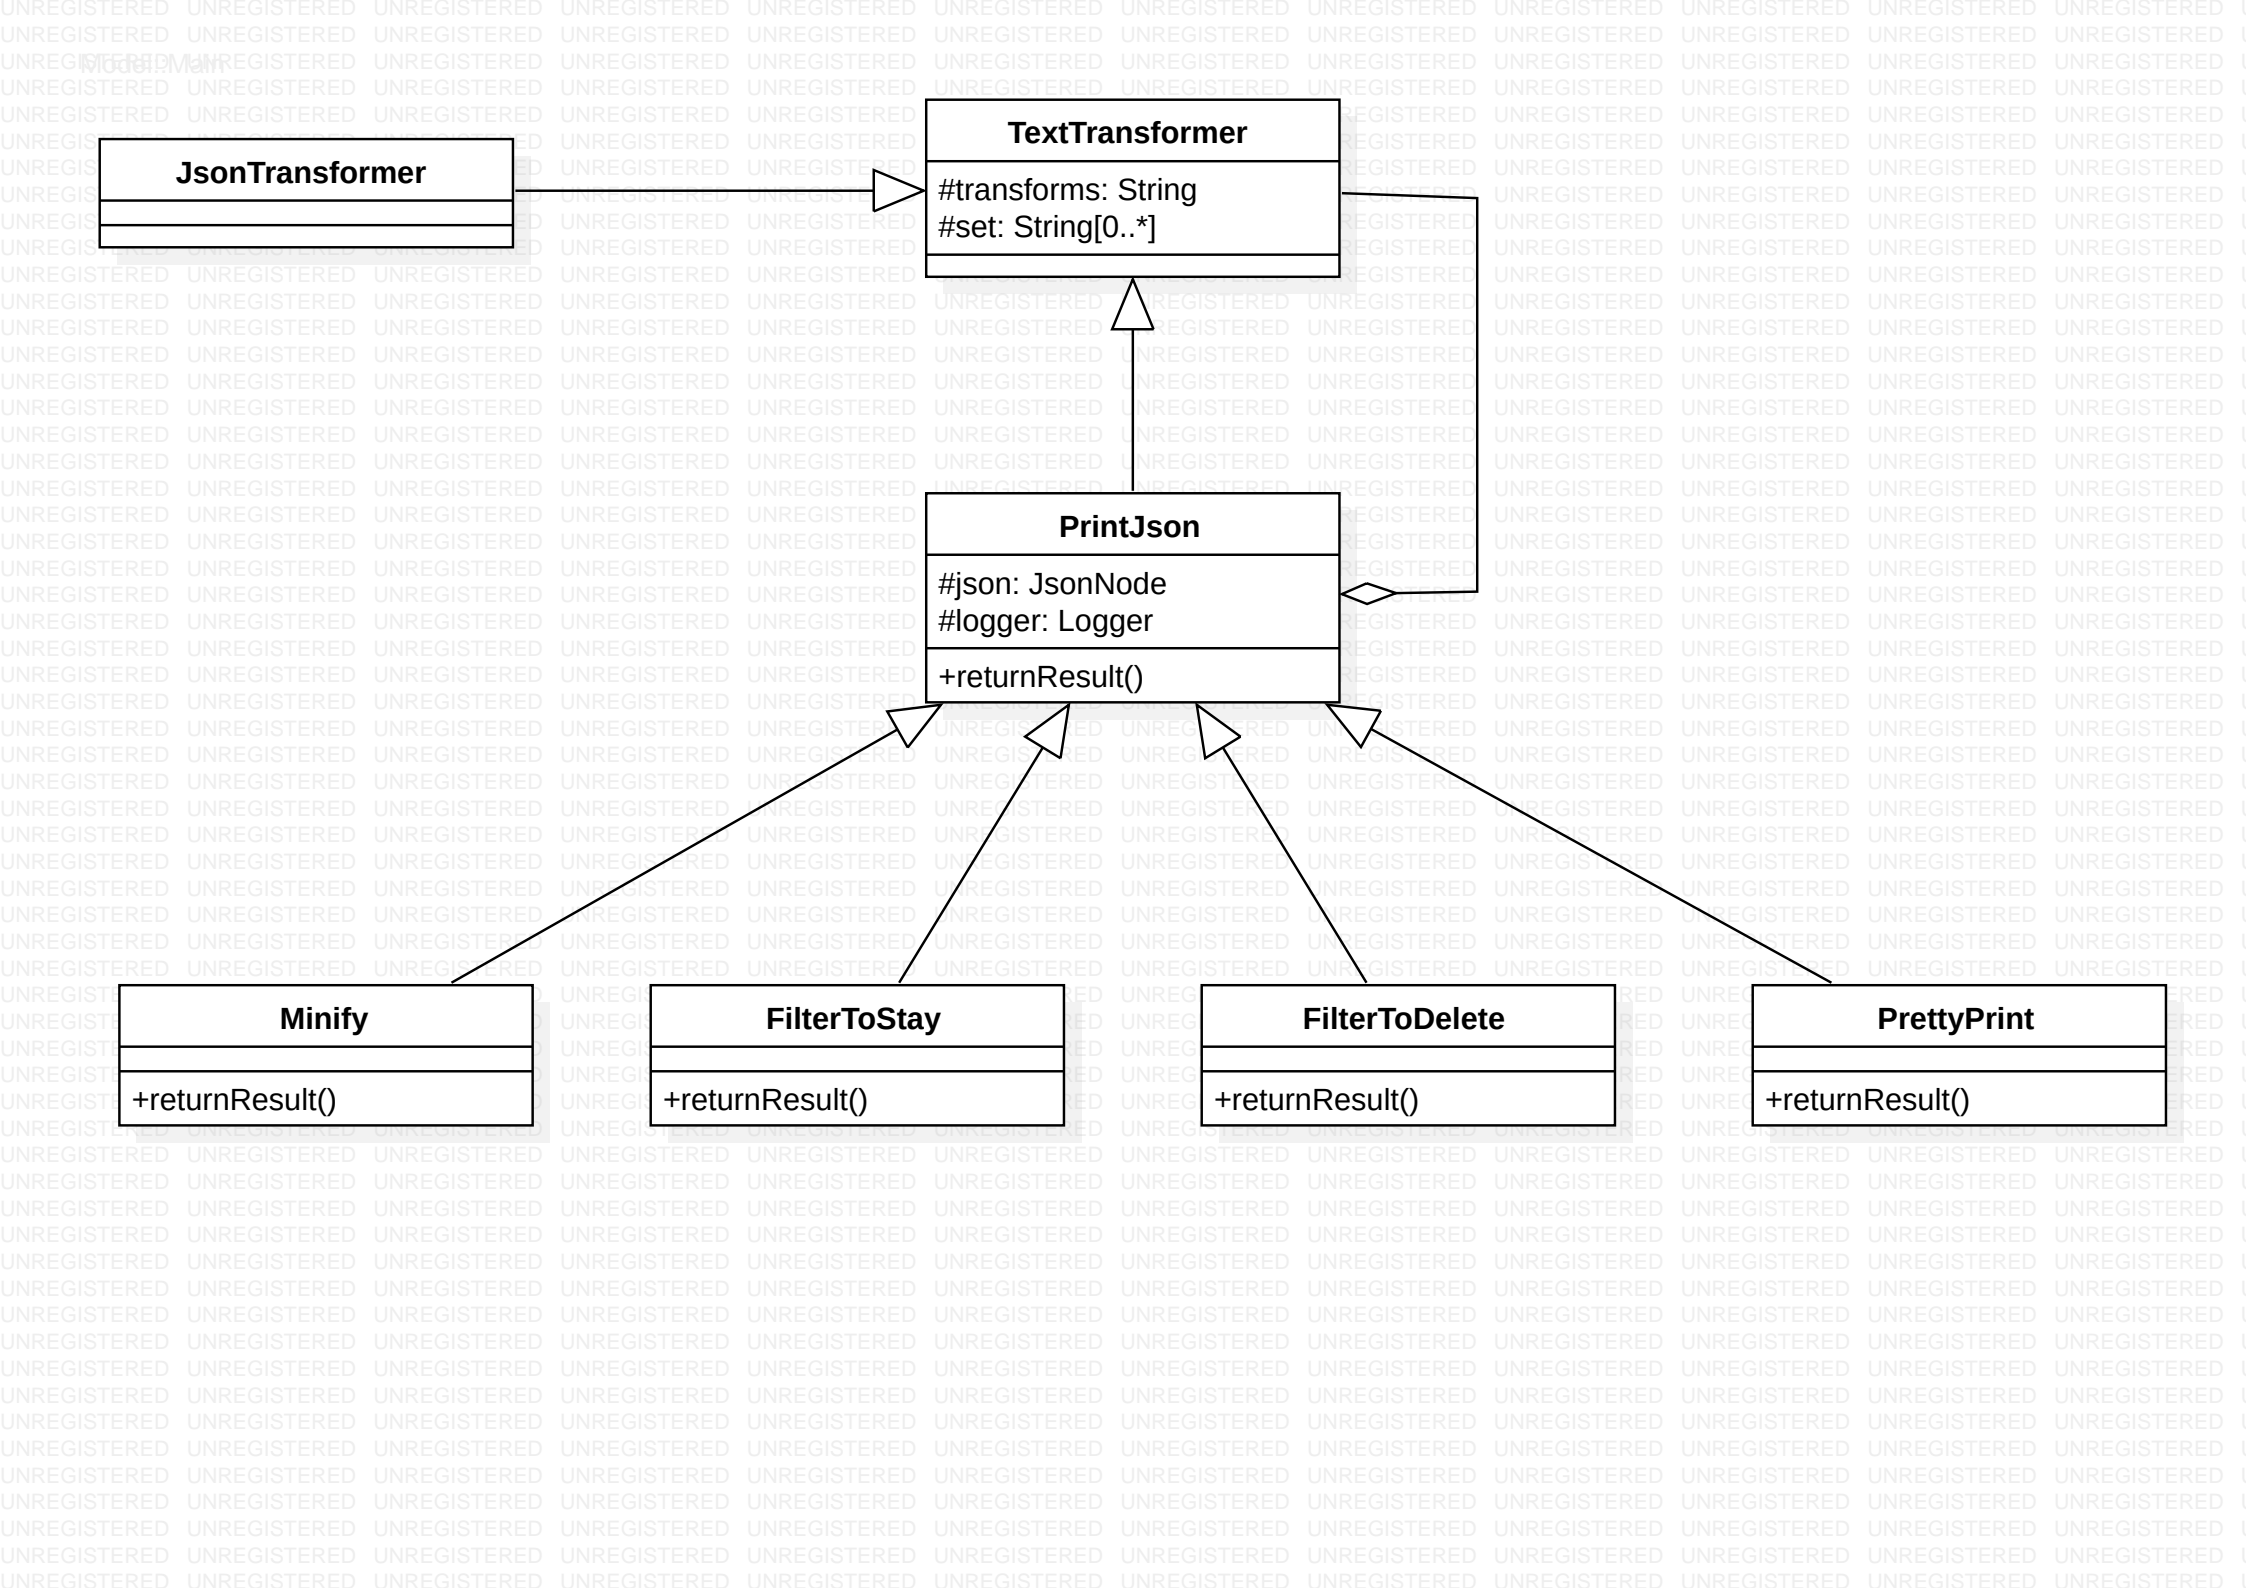 Model::Main
JsonTransformer
TextTransformer
#transforms: String
#set: String[0..*]
PrintJson
#json: JsonNode
#logger: Logger
+returnResult()
Minify
+returnResult()
FilterToStay
+returnResult()
FilterToDelete
+returnResult()
PrettyPrint
+returnResult()
UNREGISTERED